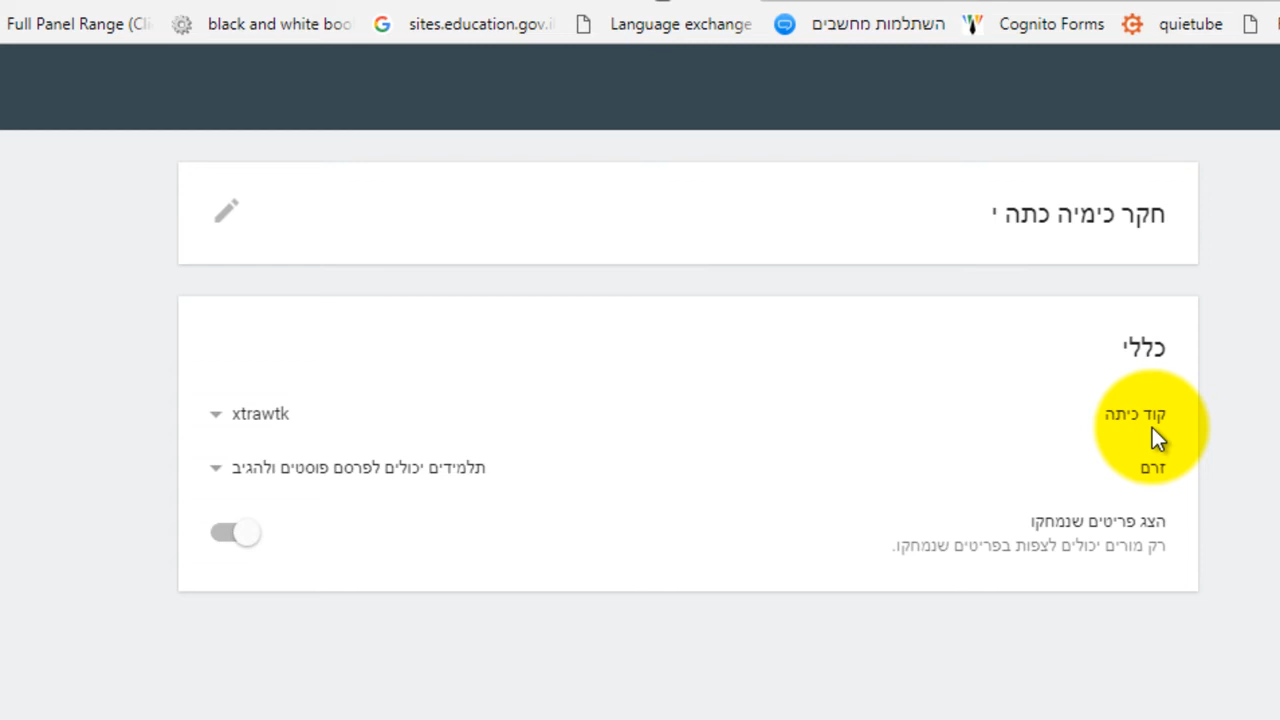 Full Panel Range (Cli black and white boo sites.education.gov.i Language exchange השתלמות מחשבים Cognito Forms quietube
חקר כימיה כתה י
כללי
קוד כיתה xtrawtk
זרם תלמידים יכולים לפרסם פוסטים ולהגיב
הצג פריטים שנמחקו
רק מורים יכולים לצפות בפריטים שנמחקו.